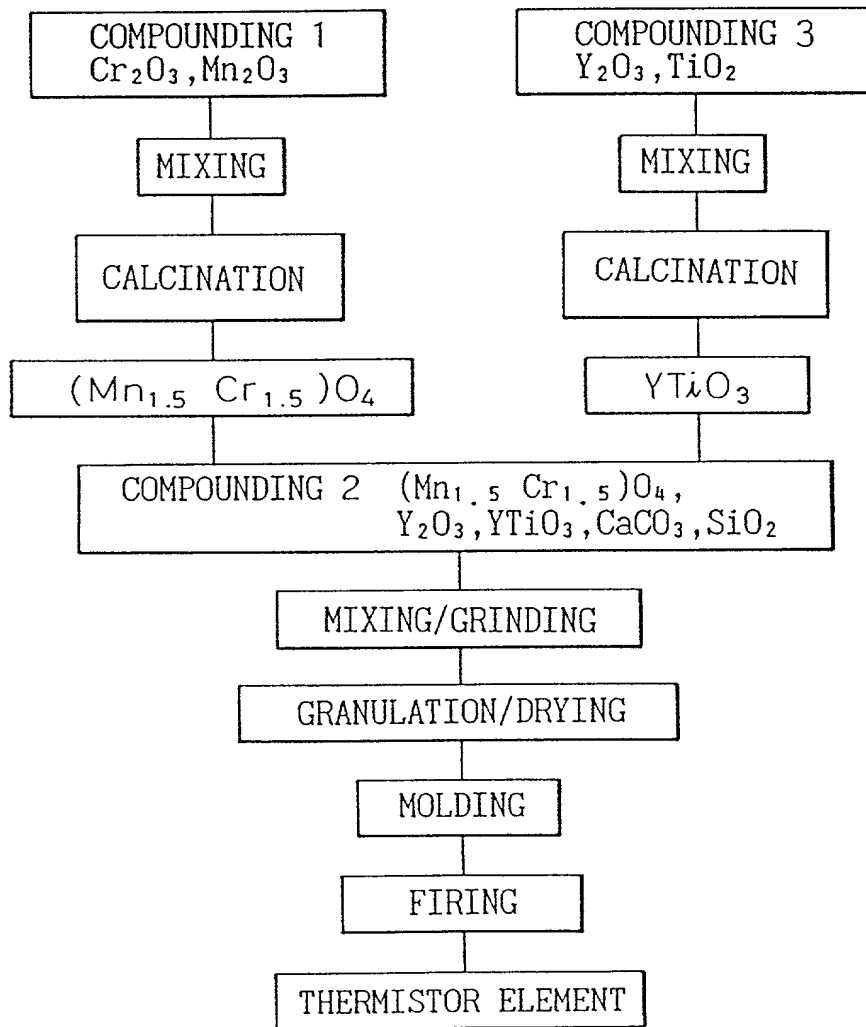 COMPOUNDING 1
Cr₂O₃,Mn₂O₃
MIXING
CALCINATION
(Mn₁.₅ Cr₁.₅)O₄
COMPOUNDING 3
Y₂O₃,TiO₂
MIXING
CALCINATION
YTiO₃
COMPOUNDING 2 (Mn₁.₅ Cr₁.₅)O₄,
Y₂O₃,YTiO₃,CaCO₃,SiO₂
MIXING/GRINDING
GRANULATION/DRYING
MOLDING
FIRING
THERMISTOR ELEMENT